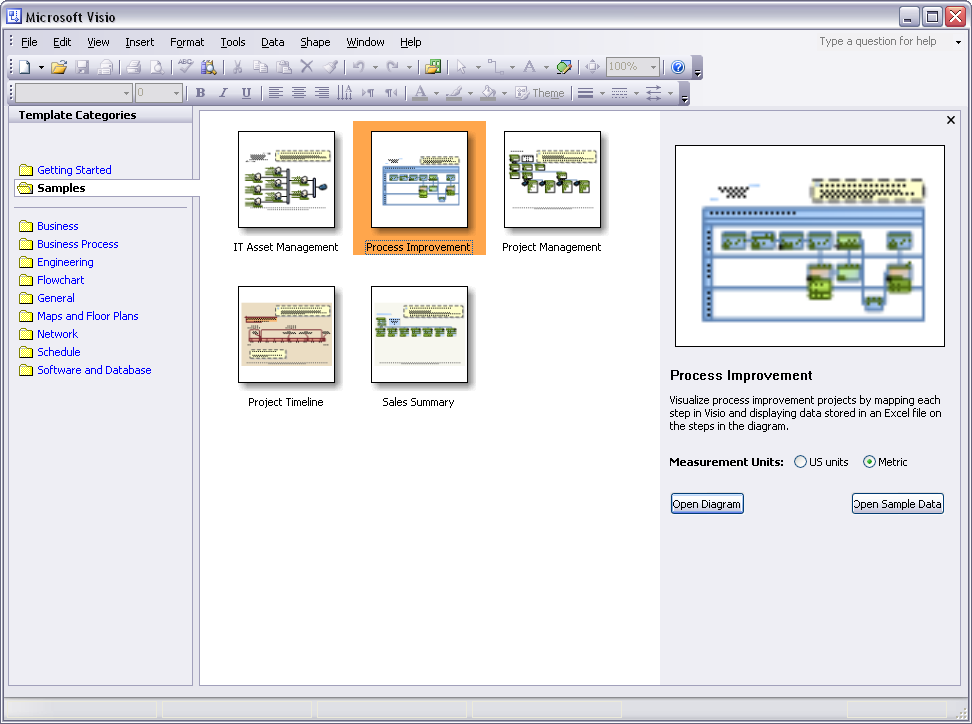 Microsoft Visio
File Edit View Insert Format Tools Data Shape Window Help
Type a question for help
100%
0 B I U A Theme
Template Categories
Getting Started
Samples
Business
Business Process
Engineering
Flowchart
General
Maps and Floor Plans
Network
Schedule
Software and Database
IT Asset Management
Process Improvement
Project Management
Project Timeline
Sales Summary
Process Improvement
Visualize process improvement projects by mapping each
step in Visio and displaying data stored in an Excel file on
the steps in the diagram.
Measurement Units: US units Metric
Open Diagram Open Sample Data